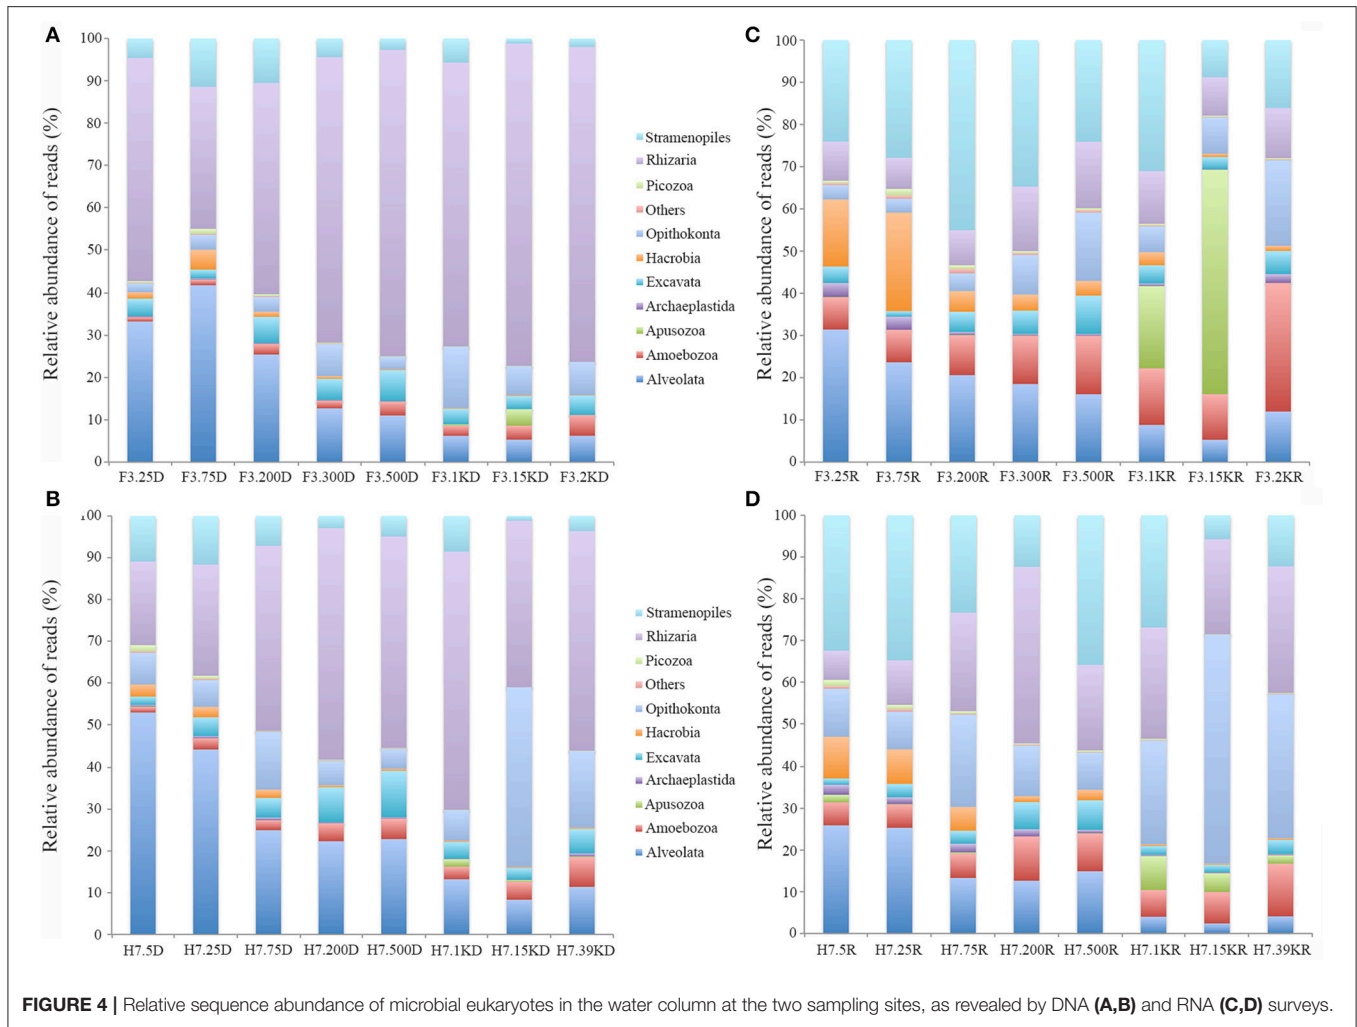 A
Relative abundance of reads (%)
100
90
80
70
60
50
40
30
20
10
0
F3.25D F3.75D F3.200D F3.300D F3.500D F3.1KD F3.15KD F3.2KD
Stramenopiles
Rhizaria
Picozoa
Others
Opithokonta
Hacrobia
Excavata
Archaeplastida
Apusozoa
Amoebozoa
Alveolata
C
Relative abundance of reads (%)
100
90
80
70
60
50
40
30
20
10
0
F3.25R F3.75R F3.200R F3.300R F3.500R F3.1KR F3.15KR F3.2KR
B
Relative abundance of reads (%)
100
90
80
70
60
50
40
30
20
10
0
H7.5D H7.25D H7.75D H7.200D H7.500D H7.1KD H7.15KD H7.39KD
Stramenopiles
Rhizaria
Picozoa
Others
Opithokonta
Hacrobia
Excavata
Archaeplastida
Apusozoa
Amoebozoa
Alveolata
D
Relative abundance of reads (%)
100
90
80
70
60
50
40
30
20
10
0
H7.5R H7.25R H7.75R H7.200R H7.500R H7.1KR H7.15KR H7.39KR
FIGURE 4 | Relative sequence abundance of microbial eukaryotes in the water column at the two sampling sites, as revealed by DNA (A,B) and RNA (C,D) surveys.